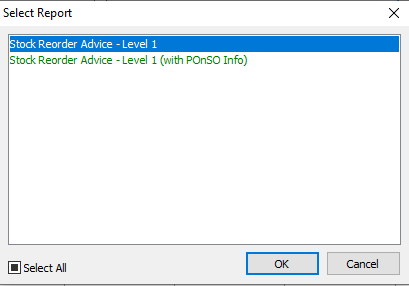 Select Report
Stock Reorder Advice - Level 1
Stock Reorder Advice - Level 1 (with POnSO Info)
Select All
OK
Cancel